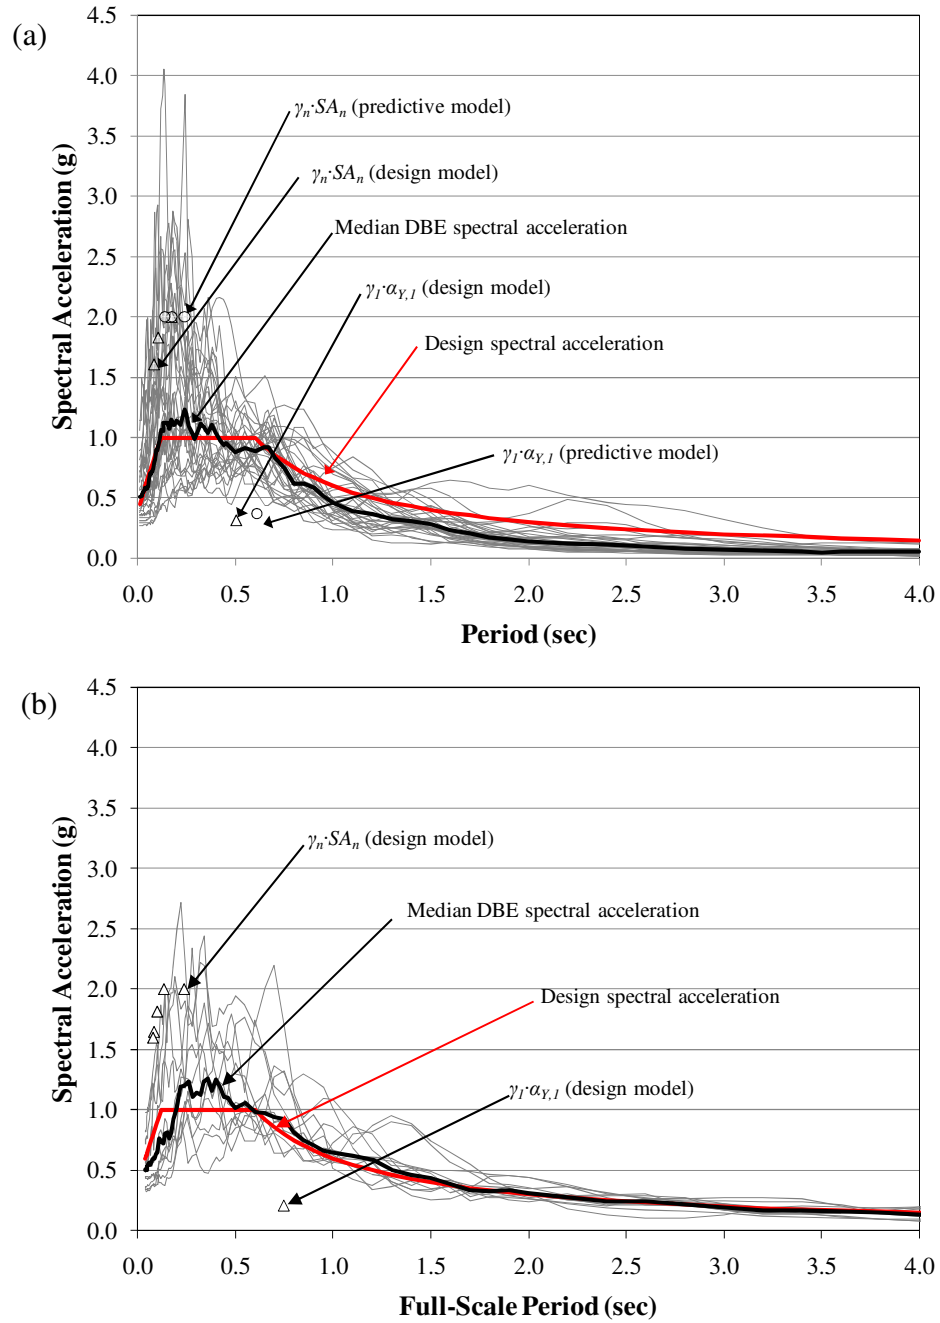 (a)
4.5
4.0
3.5
3.0
2.5
2.0
1.5
1.0
0.5
0.0
Spectral Acceleration (g)
γn·SAn (predictive model)
γn·SAn (design model)
Median DBE spectral acceleration
γ1·αY,1 (design model)
Design spectral acceleration
γ1·αY,1 (predictive model)
0.0 0.5 1.0 1.5 2.0 2.5 3.0 3.5 4.0
Period (sec)
(b)
4.5
4.0
3.5
3.0
2.5
2.0
1.5
1.0
0.5
0.0
Spectral Acceleration (g)
γn·SAn (design model)
Median DBE spectral acceleration
Design spectral acceleration
γ1·αY,1 (design model)
0.0 0.5 1.0 1.5 2.0 2.5 3.0 3.5 4.0
Full-Scale Period (sec)